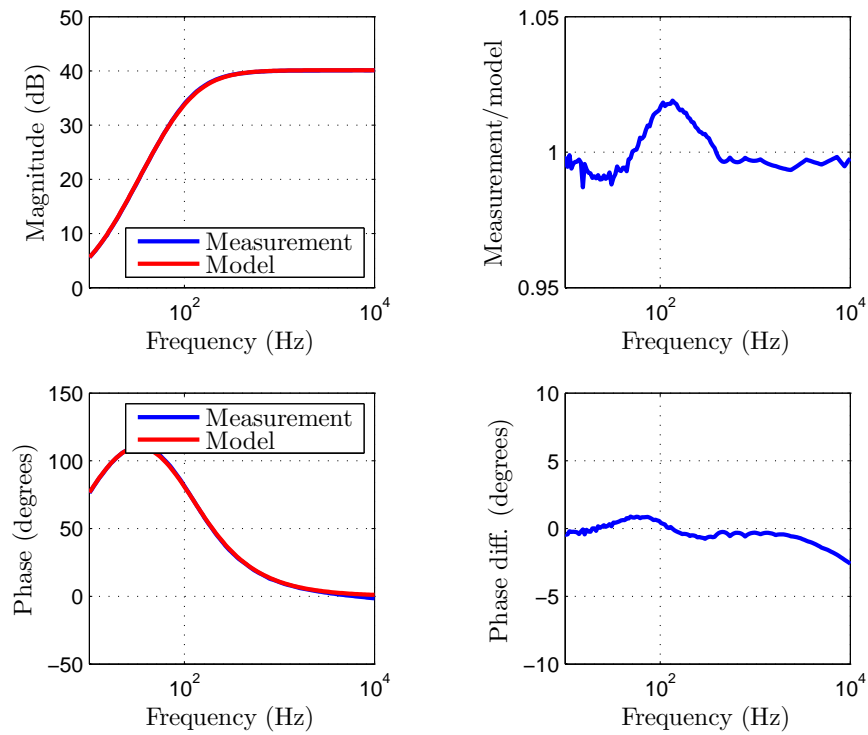 50
40
30
20
10
0
Magnitude (dB)
Measurement
Model
10^2
10^4
Frequency (Hz)
1.05
1
0.95
Measurement/model
10^2
10^4
Frequency (Hz)
150
100
50
0
−50
Phase (degrees)
Measurement
Model
10^2
10^4
Frequency (Hz)
10
5
0
−5
−10
Phase diff. (degrees)
10^2
10^4
Frequency (Hz)